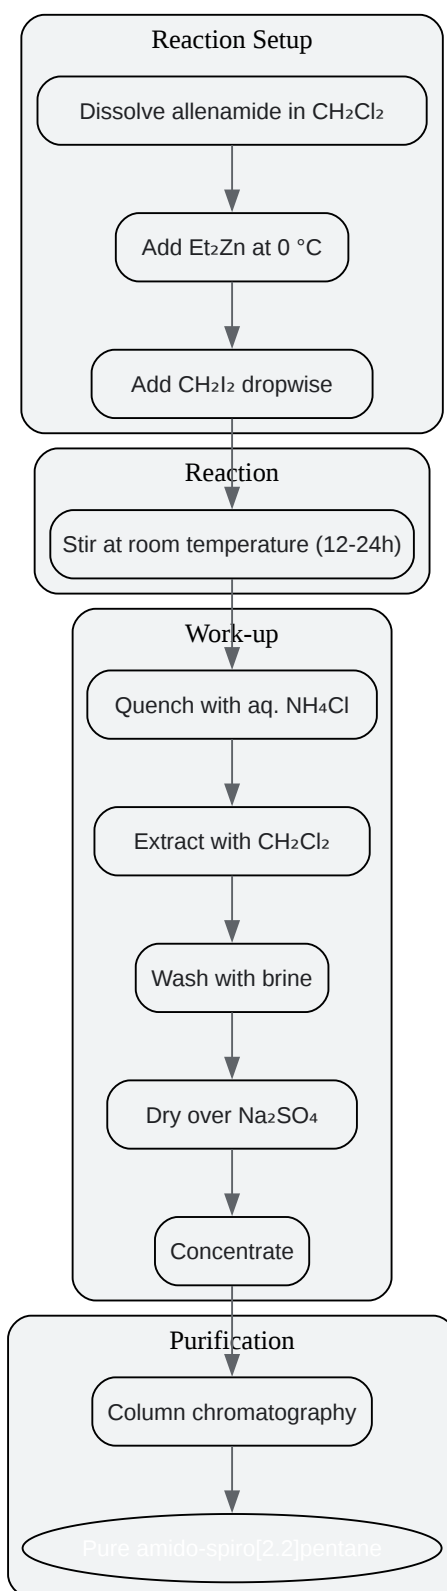 Reaction Setup
Dissolve allenamide in CH₂Cl₂
Add Et₂Zn at 0 °C
Add CH₂I₂ dropwise
Reaction
Stir at room temperature (12-24h)
Work-up
Quench with aq. NH₄Cl
Extract with CH₂Cl₂
Wash with brine
Dry over Na₂SO₄
Concentrate
Purification
Column chromatography
Pure amido-spiro[2.2]pentane